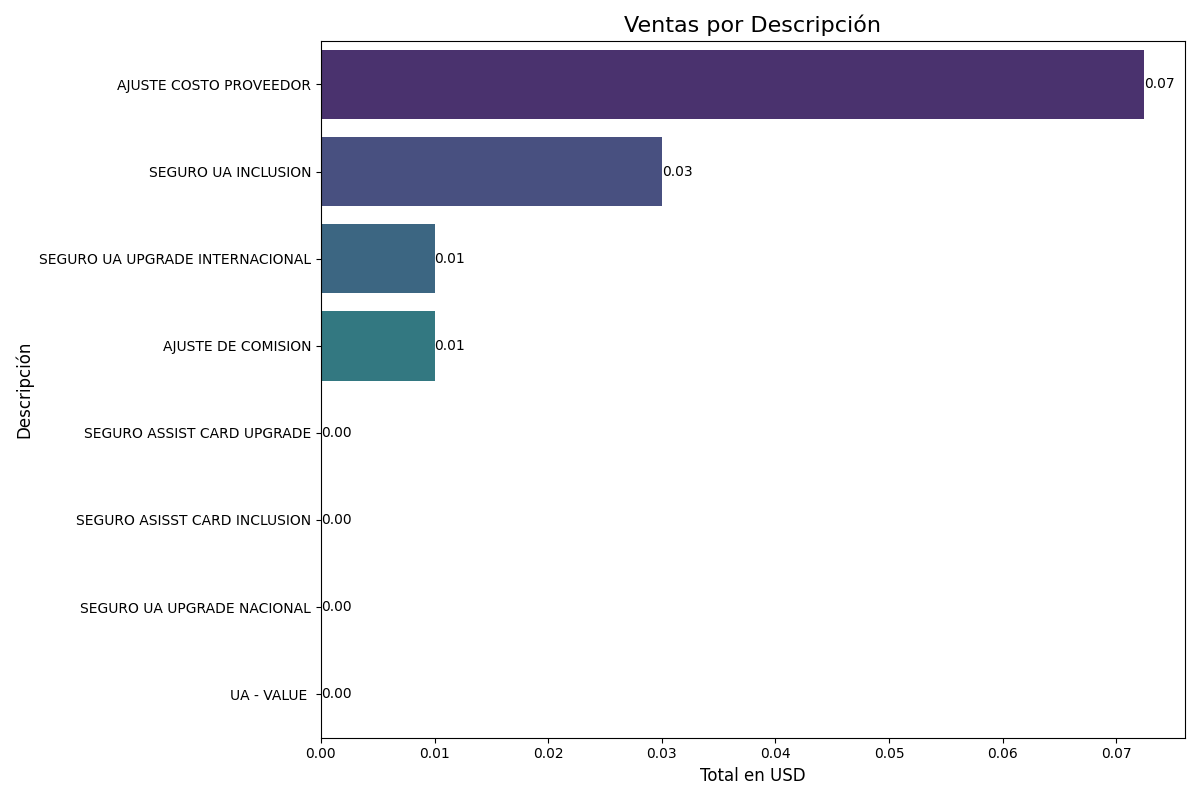 Ventas por Descripción
AJUSTE COSTO PROVEEDOR
0.07
SEGURO UA INCLUSION
0.03
SEGURO UA UPGRADE INTERNACIONAL
0.01
AJUSTE DE COMISION
0.01
SEGURO ASSIST CARD UPGRADE
0.00
SEGURO ASISST CARD INCLUSION
0.00
SEGURO UA UPGRADE NACIONAL
0.00
UA - VALUE
0.00
Descripción
0.00 0.01 0.02 0.03 0.04 0.05 0.06 0.07
Total en USD